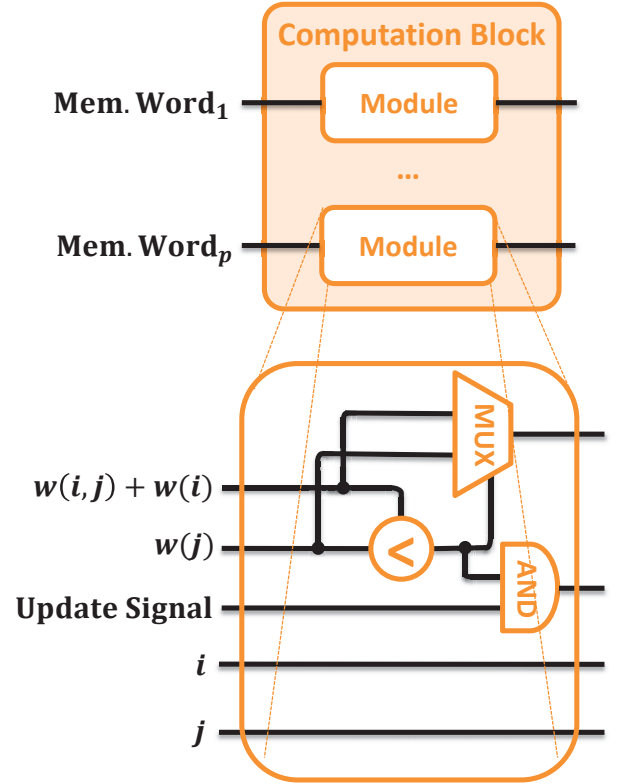 Computation Block
Mem. Word₁
Module
...
Mem. Wordₚ
Module
MUX
w(i, j) + w(i)
w(j)
<
AND
Update Signal
i
j